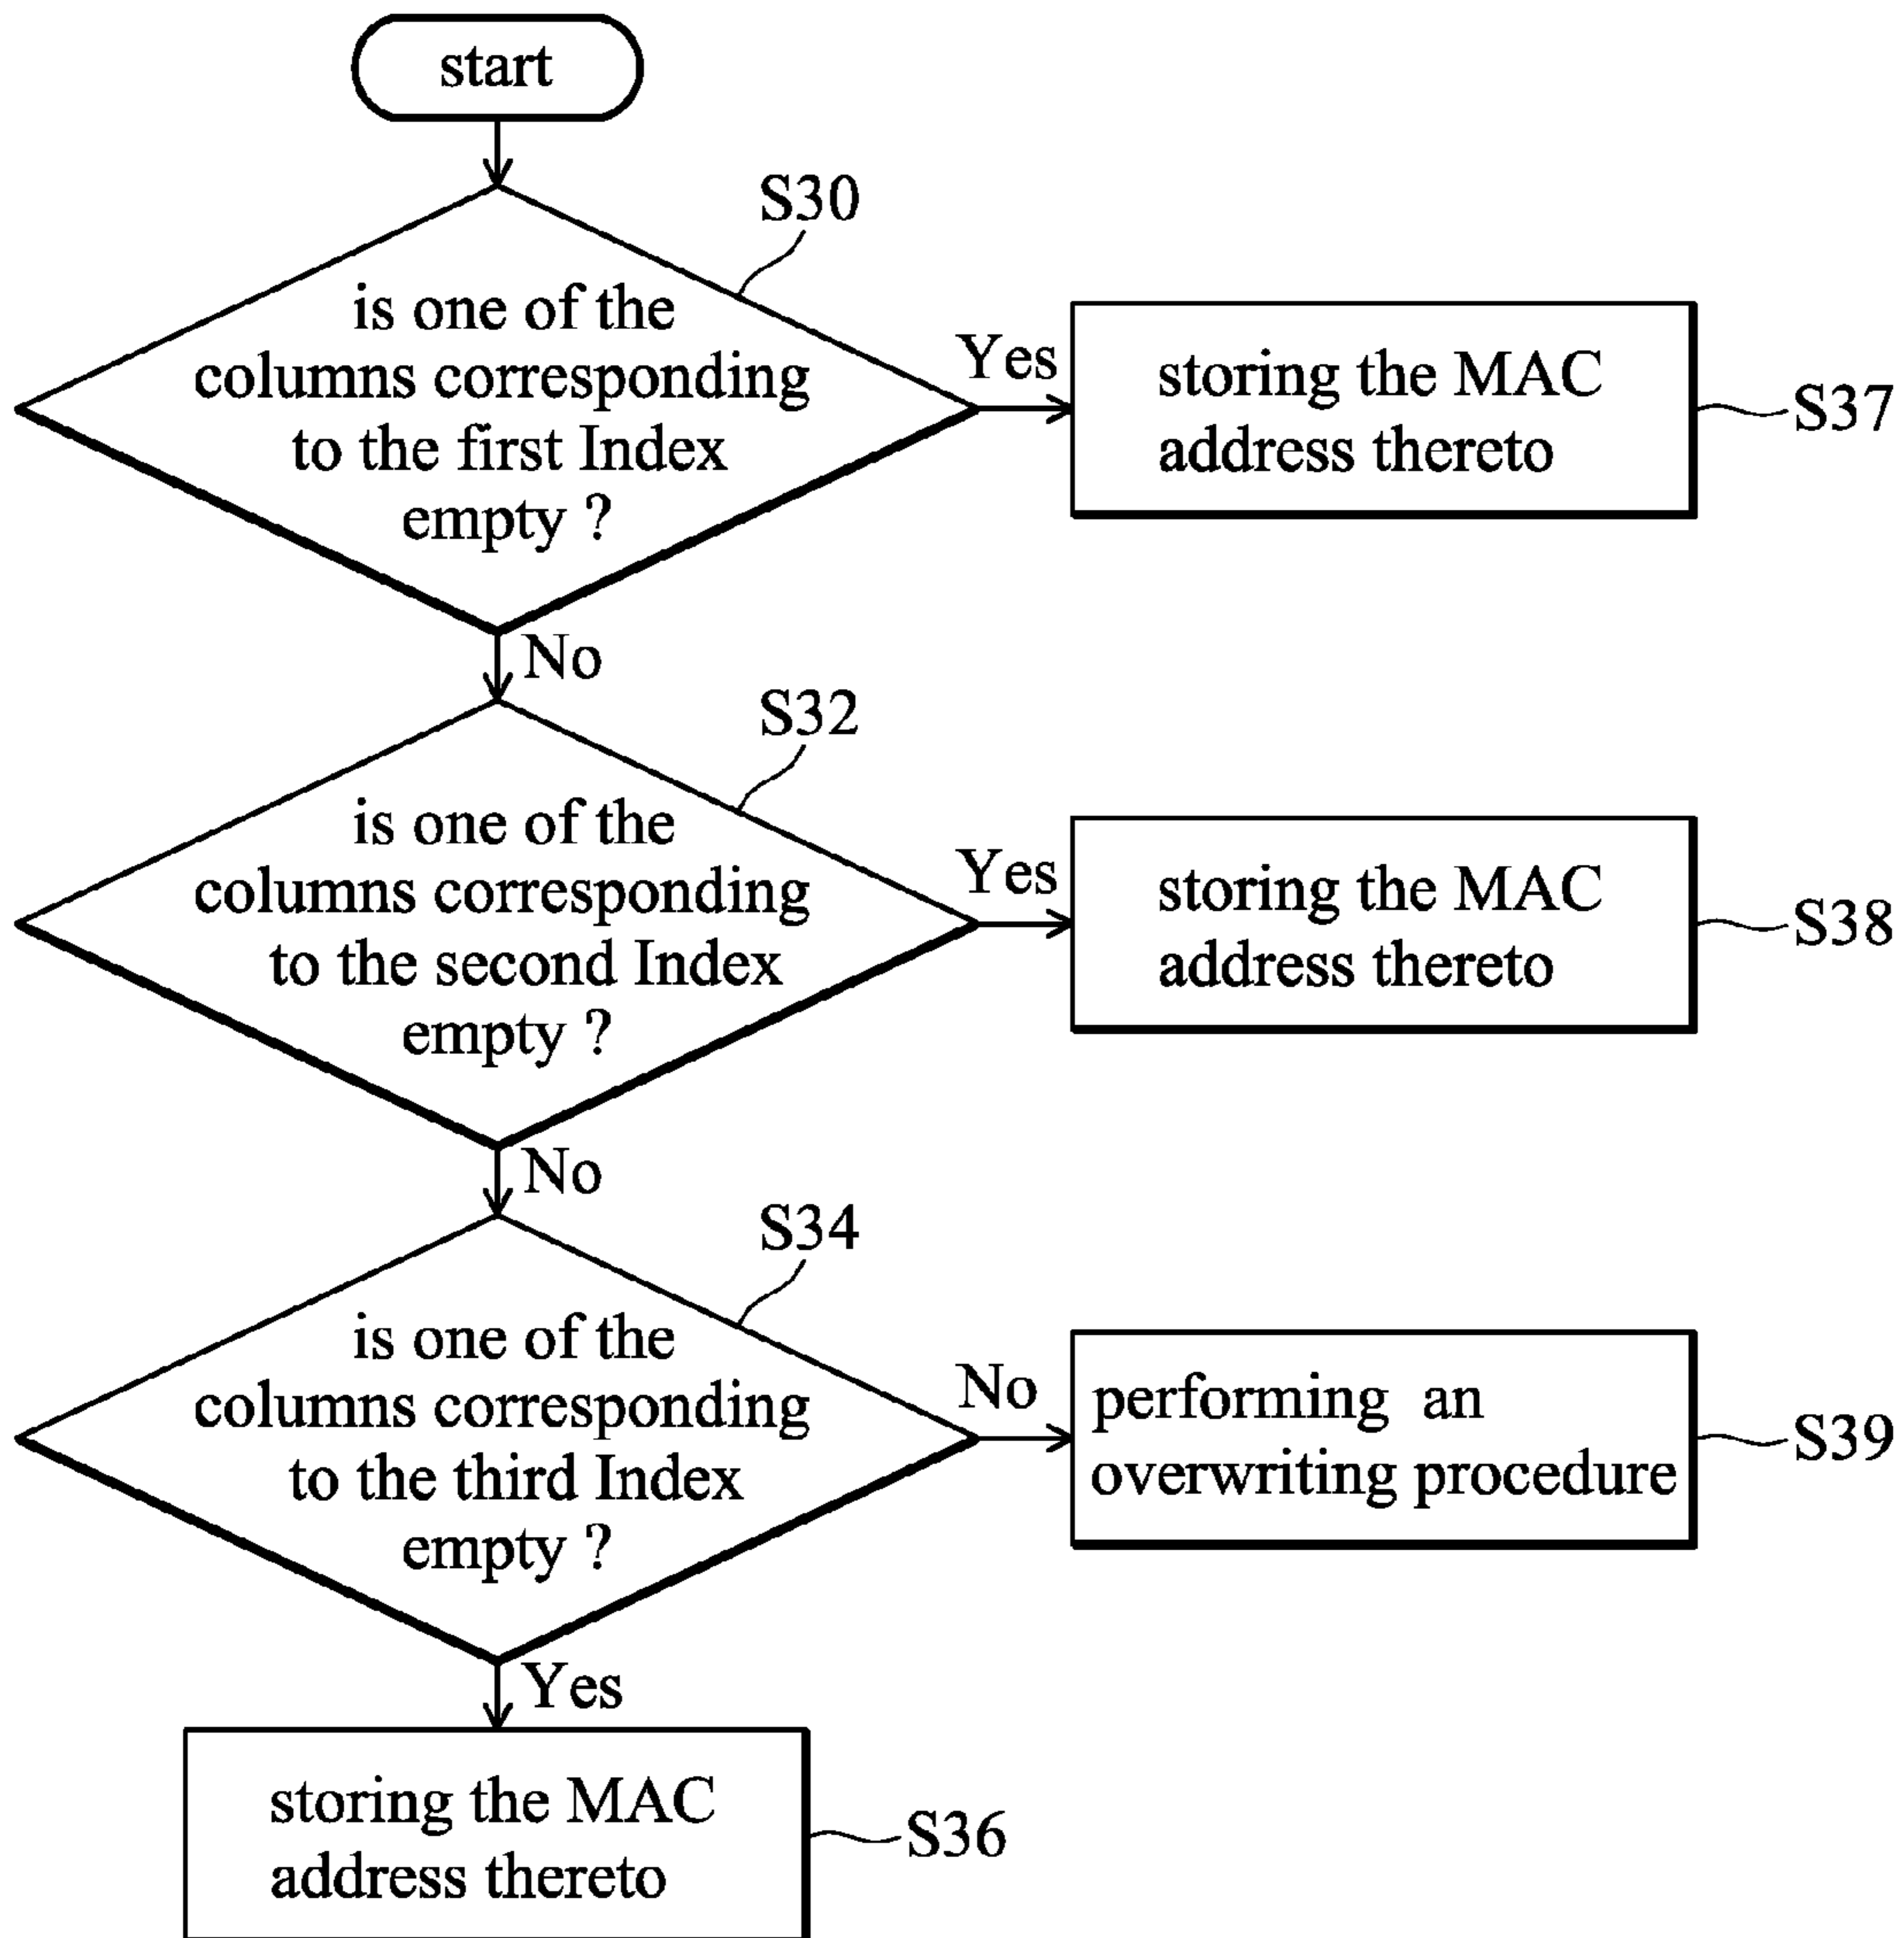 start
S30
is one of the
columns corresponding
to the first Index
empty ?
Yes
storing the MAC
address thereto
S37
No
S32
is one of the
columns corresponding
to the second Index
empty ?
Yes
storing the MAC
address thereto
S38
No
S34
is one of the
columns corresponding
to the third Index
empty ?
No
performing an
overwriting procedure
S39
Yes
storing the MAC
address thereto
S36